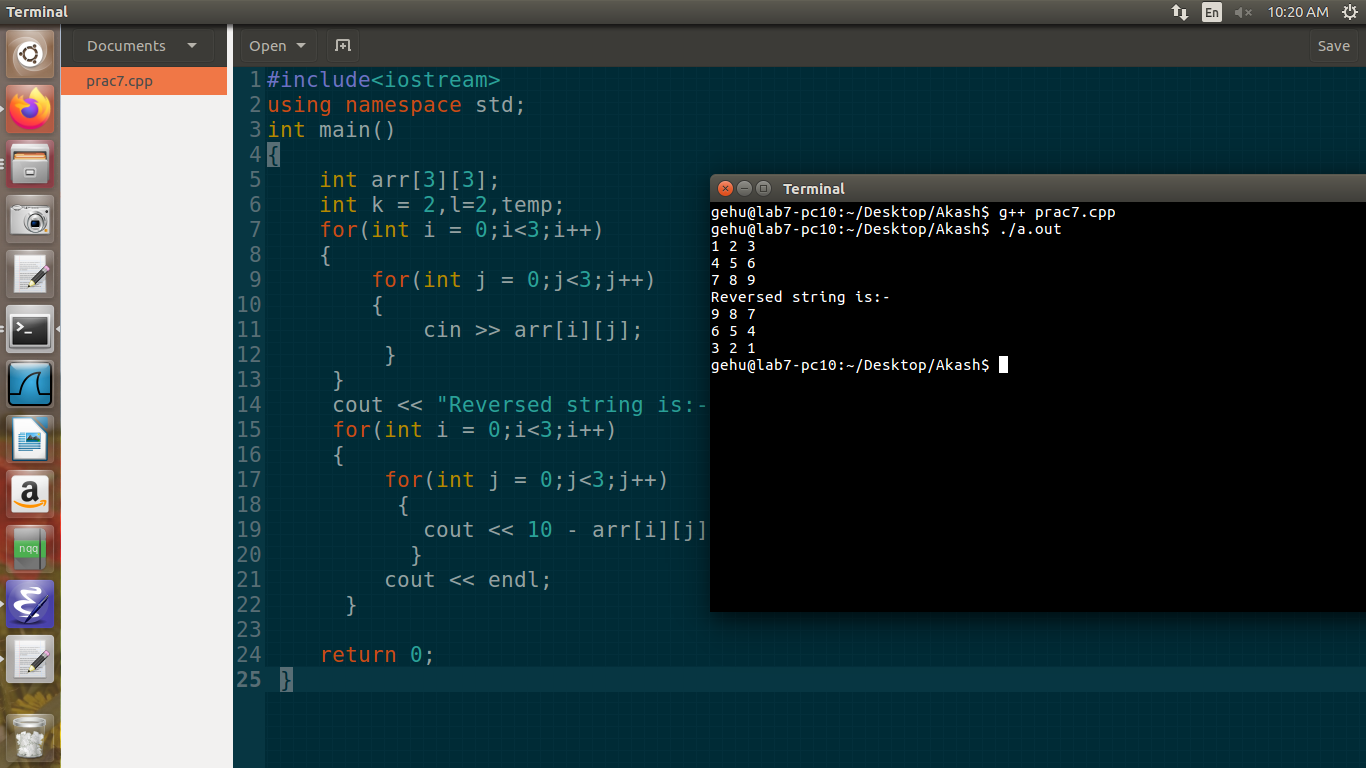 Terminal
En
10:20 AM
Documents
Open
Save
prac7.cpp
1 #include<iostream>
2 using namespace std;
3 int main()
4 {
5 int arr[3][3];
6 int k = 2,l=2,temp;
7 for(int i = 0;i<3;i++)
8 {
9 for(int j = 0;j<3;j++)
10 {
11 cin >> arr[i][j];
12 }
13 }
14 cout << "Reversed string is:-
15 for(int i = 0;i<3;i++)
16 {
17 for(int j = 0;j<3;j++)
18 {
19 cout << 10 - arr[i][j]
20 }
21 cout << endl;
22 }
23
24 return 0;
25 }
Terminal
gehu@lab7-pc10:~/Desktop/Akash$ g++ prac7.cpp
gehu@lab7-pc10:~/Desktop/Akash$ ./a.out
1 2 3
4 5 6
7 8 9
Reversed string is:-
9 8 7
6 5 4
3 2 1
gehu@lab7-pc10:~/Desktop/Akash$
a
nqq